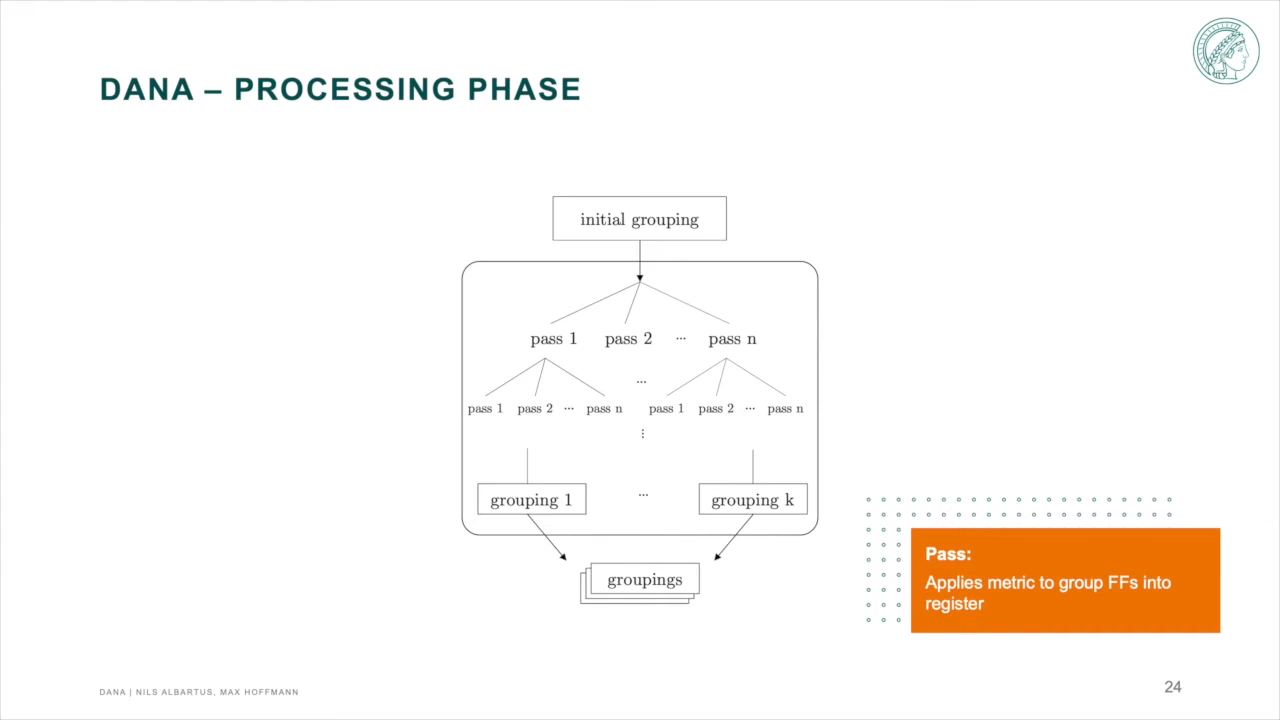 DANA – PROCESSING PHASE
initial grouping
pass 1 pass 2 ... pass n
...
pass 1 pass 2 ... pass n pass 1 pass 2 ... pass n
⋮
grouping 1 ... grouping k
groupings
Pass:
Applies metric to group FFs into
register
DANA | NILS ALBARTUS, MAX HOFFMANN
24